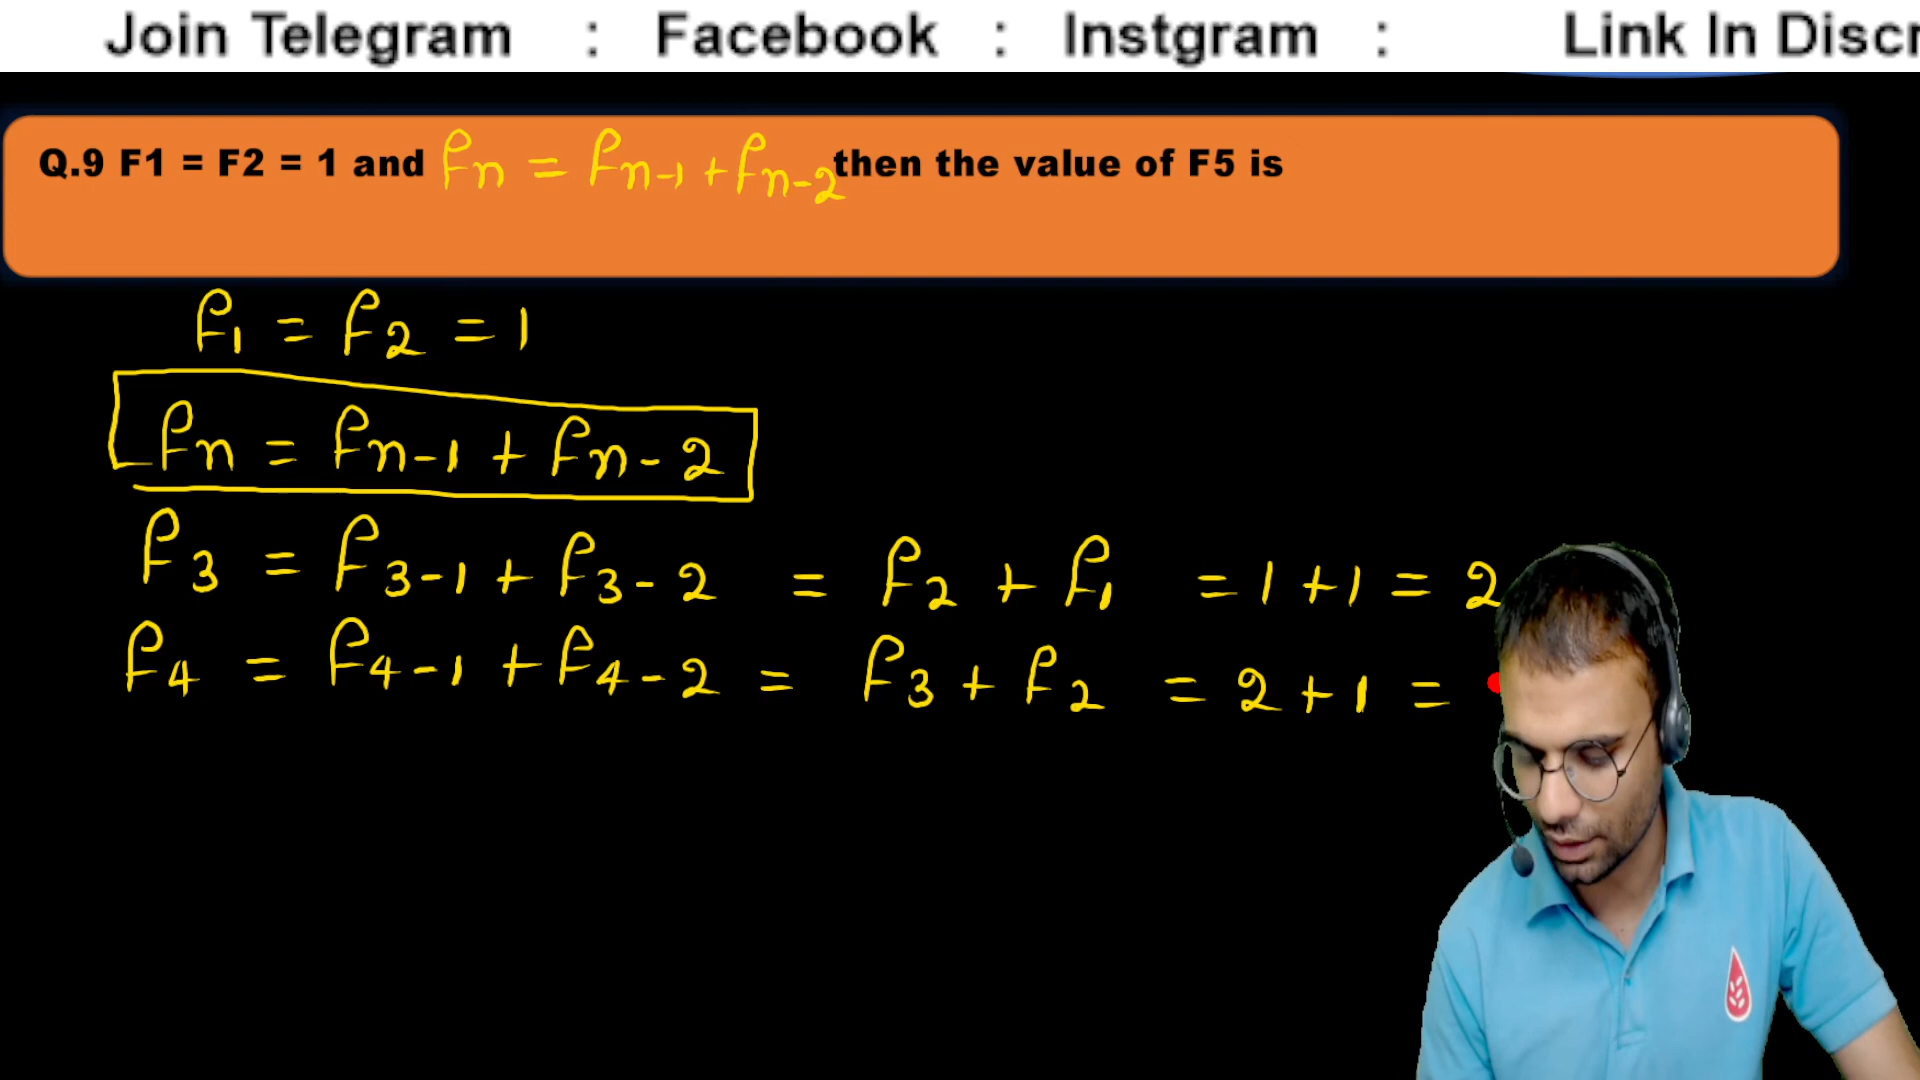 Join Telegram : Facebook : Instgram : Link In Discr
Q.9 F1 = F2 = 1 and Fn = Fn-1 + Fn-2 then the value of F5 is
F1 = F2 = 1
Fn = Fn-1 + Fn-2
F3 = F3-1 + F3-2 = F2 + F1 = 1 + 1 = 2
F4 = F4-1 + F4-2 = F3 + F2 = 2 + 1 =